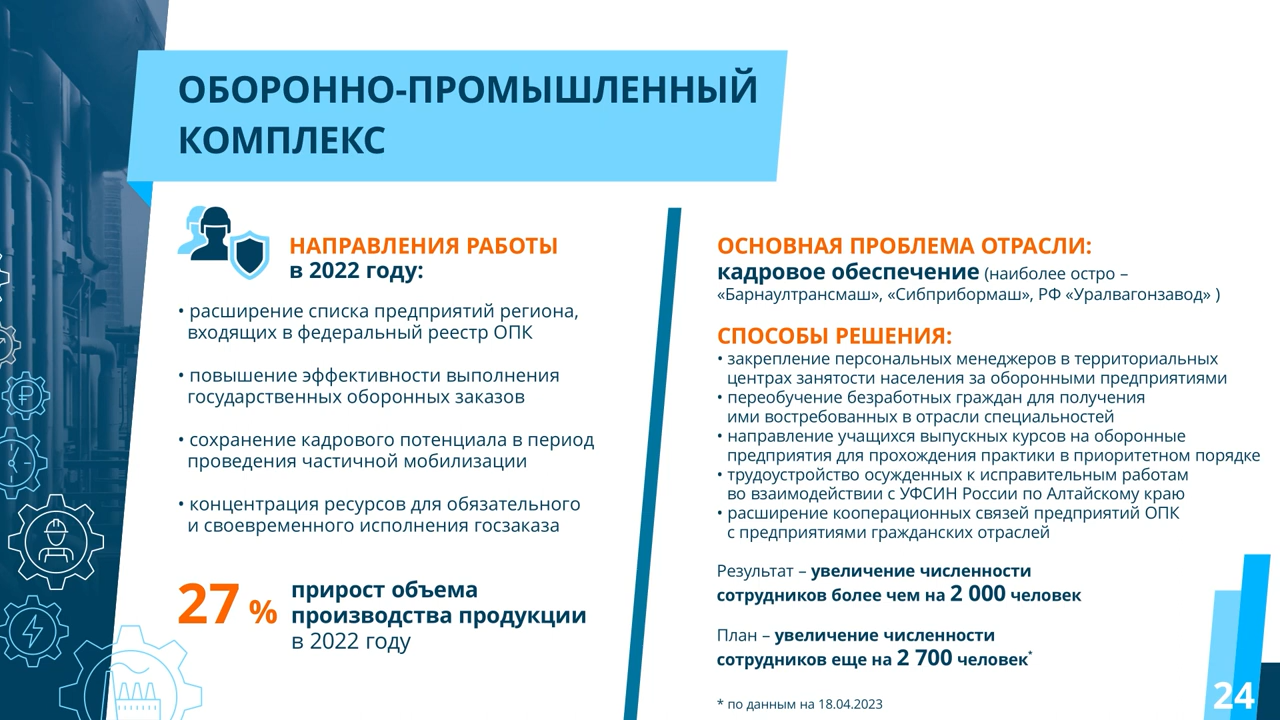 ОБОРОННО-ПРОМЫШЛЕННЫЙ
КОМПЛЕКС
НАПРАВЛЕНИЯ РАБОТЫ
в 2022 году:
• расширение списка предприятий региона,
входящих в федеральный реестр ОПК
• повышение эффективности выполнения
государственных оборонных заказов
• сохранение кадрового потенциала в период
проведения частичной мобилизации
• концентрация ресурсов для обязательного
и своевременного исполнения госзаказа
27 %
прирост объема
производства продукции
в 2022 году
ОСНОВНАЯ ПРОБЛЕМА ОТРАСЛИ:
кадровое обеспечение (наиболее остро –
«Барнаултрансмаш», «Сибприбормаш», РФ «Уралвагонзавод» )
СПОСОБЫ РЕШЕНИЯ:
• закрепление персональных менеджеров в территориальных
центрах занятости населения за оборонными предприятиями
• переобучение безработных граждан для получения
ими востребованных в отрасли специальностей
• направление учащихся выпускных курсов на оборонные
предприятия для прохождения практики в приоритетном порядке
• трудоустройство осужденных к исправительным работам
во взаимодействии с УФСИН России по Алтайскому краю
• расширение кооперационных связей предприятий ОПК
с предприятиями гражданских отраслей
Результат – увеличение численности
сотрудников более чем на 2 000 человек
План – увеличение численности
сотрудников еще на 2 700 человек*
* по данным на 18.04.2023
24